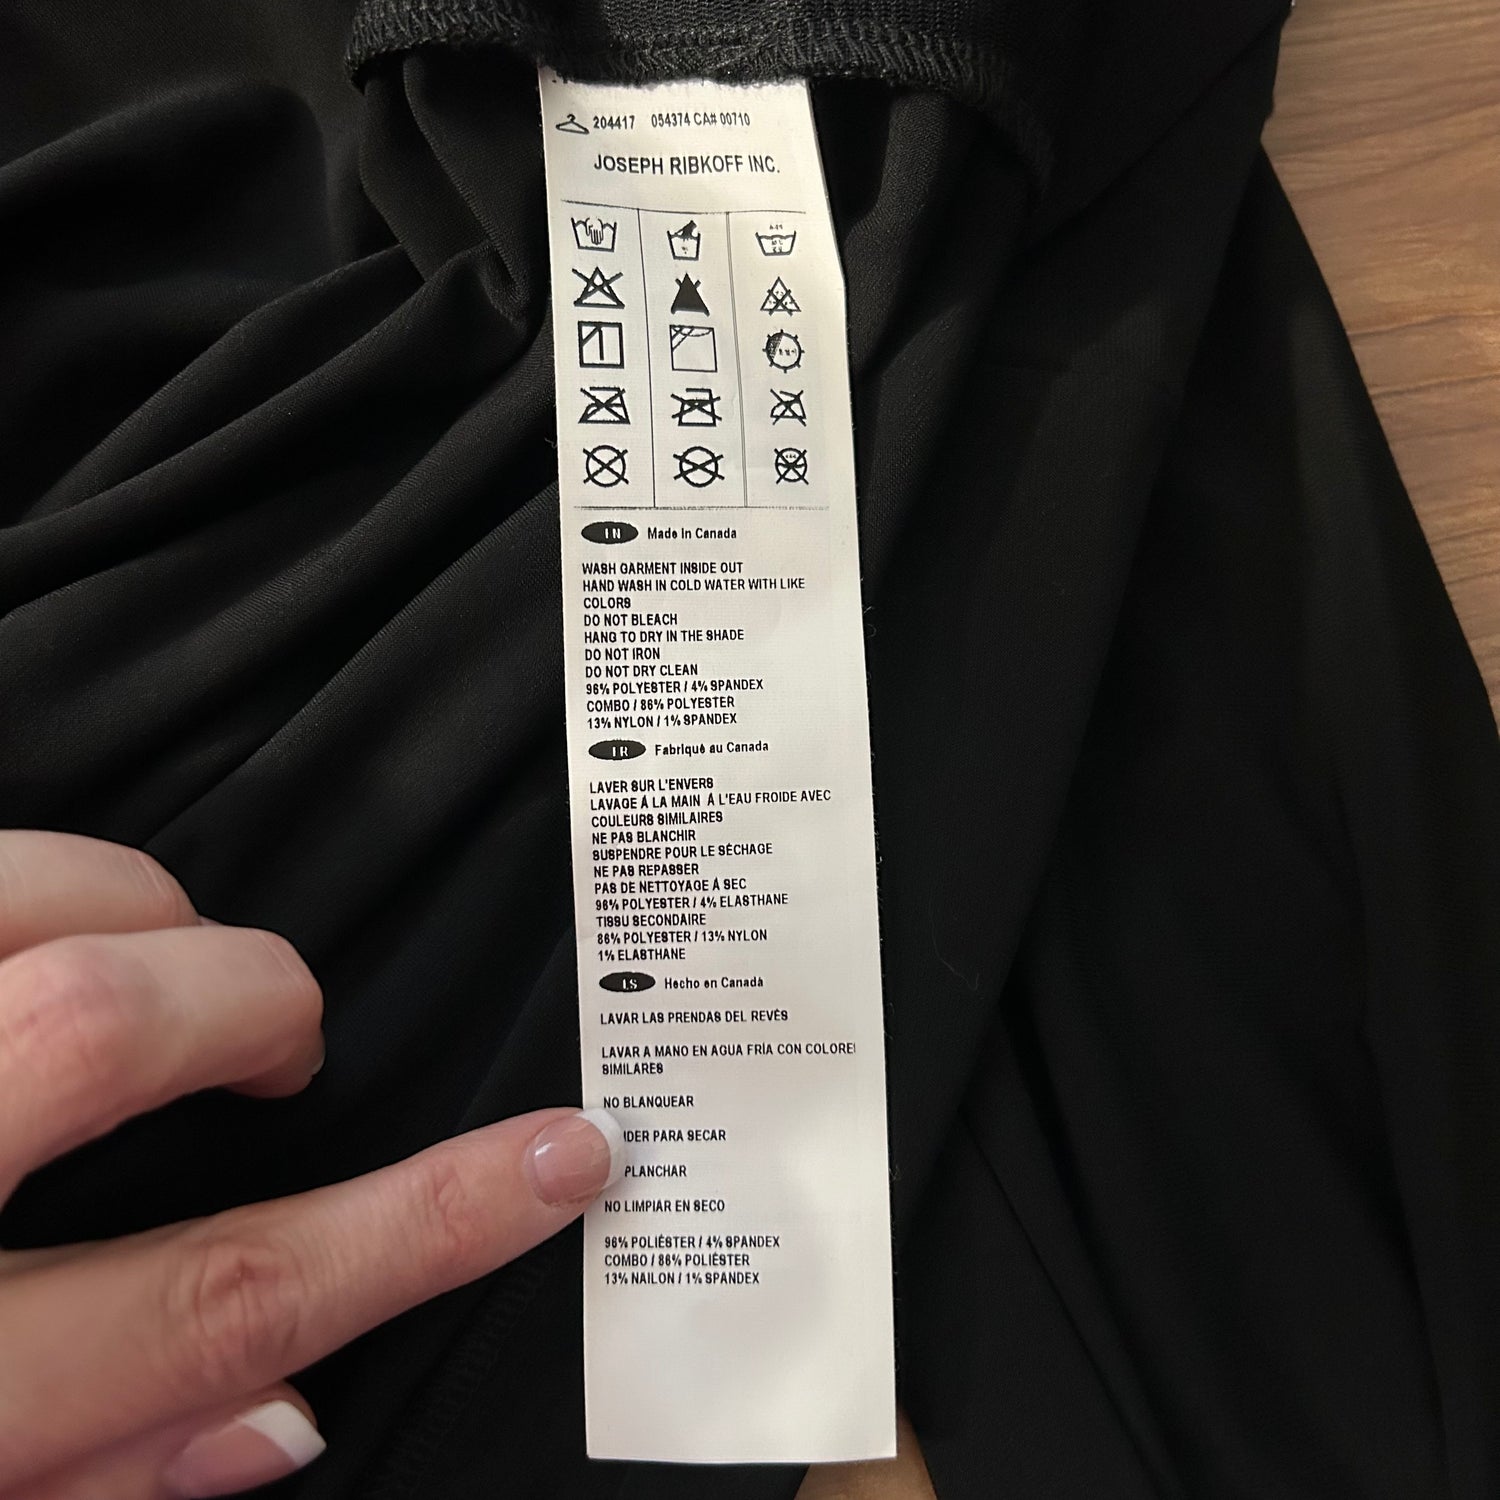 204417 054374 CA# 00710
JOSEPH RIBKOFF INC.
Made In Canada
WASH GARMENT INSIDE OUT
HAND WASH IN COLD WATER WITH LIKE
COLORS
DO NOT BLEACH
HANG TO DRY IN THE SHADE
DO NOT IRON
DO NOT DRY CLEAN
96% POLYESTER / 4% SPANDEX
COMBO / 86% POLYESTER
13% NYLON / 1% SPANDEX
Fabriqué au Canada
LAVER SUR L'ENVERS
LAVAGE Á LA MAIN Á L'EAU FROIDE AVEC
COULEURS SIMILAIRES
NE PAS BLANCHIR
SUSPENDRE POUR LE SÉCHAGE
NE PAS REPASSER
PAS DE NETTOYAGE Á SEC
96% POLYESTER / 4% ELASTHANE
TISSU SECONDAIRE
86% POLYESTER / 13% NYLON
1% ELASTHANE
Hecho en Canadá
LAVAR LAS PRENDAS DEL REVÉS
LAVAR A MANO EN AGUA FRÍA CON COLORE
SIMILARES
NO BLANQUEAR
PARA SECAR
PLANCHAR
NO LIMPIAR EN SECO
96% POLIÉSTER / 4% SPANDEX
COMBO / 86% POLIÉSTER
13% NAILON / 1% SPANDEX